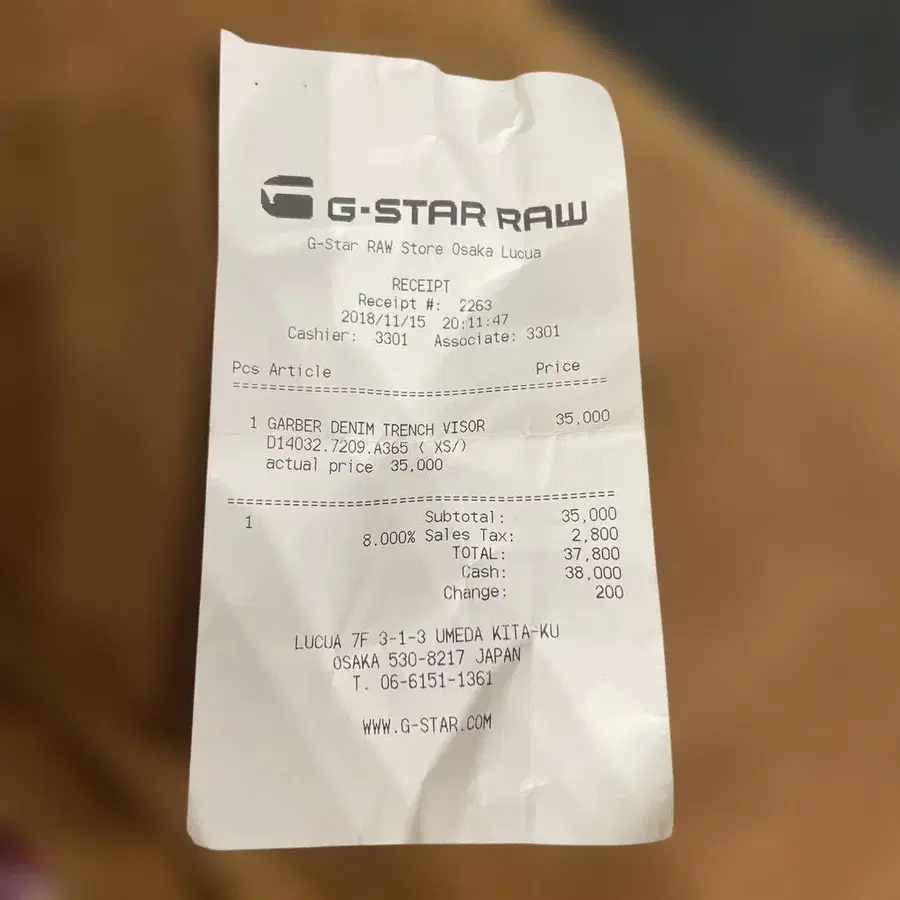 G-STAR RAW
G-Star RAW Store Osaka Lucua
RECEIPT
Receipt #: 2263
2018/11/15 20:11:47
Cashier: 3301 Associate: 3301
Pcs Article Price
=========================================
1 GARBER DENIM TRENCH VISOR 35,000
D14032.7209.A365 ( XS/)
actual price 35,000
=========================================
1 Subtotal: 35,000
8.000% Sales Tax: 2,800
TOTAL: 37,800
Cash: 38,000
Change: 200
LUCUA 7F 3-1-3 UMEDA KITA-KU
OSAKA 530-8217 JAPAN
T. 06-6151-1361
WWW.G-STAR.COM